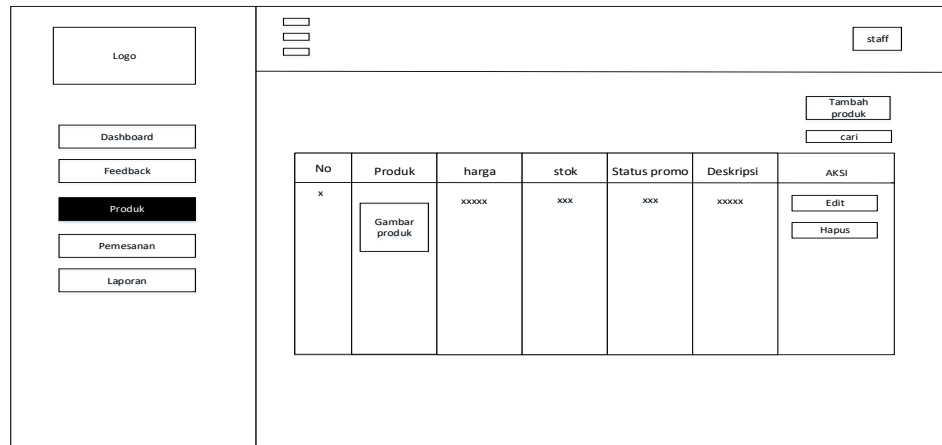 Logo
staff
Dashboard
Feedback
Produk
Pemesanan
Laporan
Tambah
produk
cari
No Produk harga stok Status promo Deskripsi AKSI
x xxxxx xxx xxx xxxxx Edit
Gambar
produk
Hapus